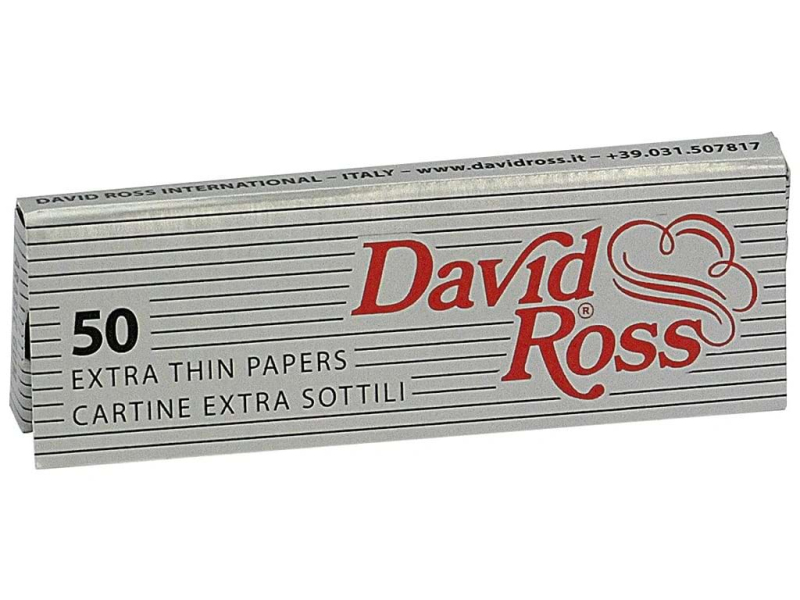 DAVID ROSS INTERNATIONAL – ITALY – www.davidross.it – +39.031.507817
David
Ross
®
50
EXTRA THIN PAPERS
CARTINE EXTRA SOTTILI